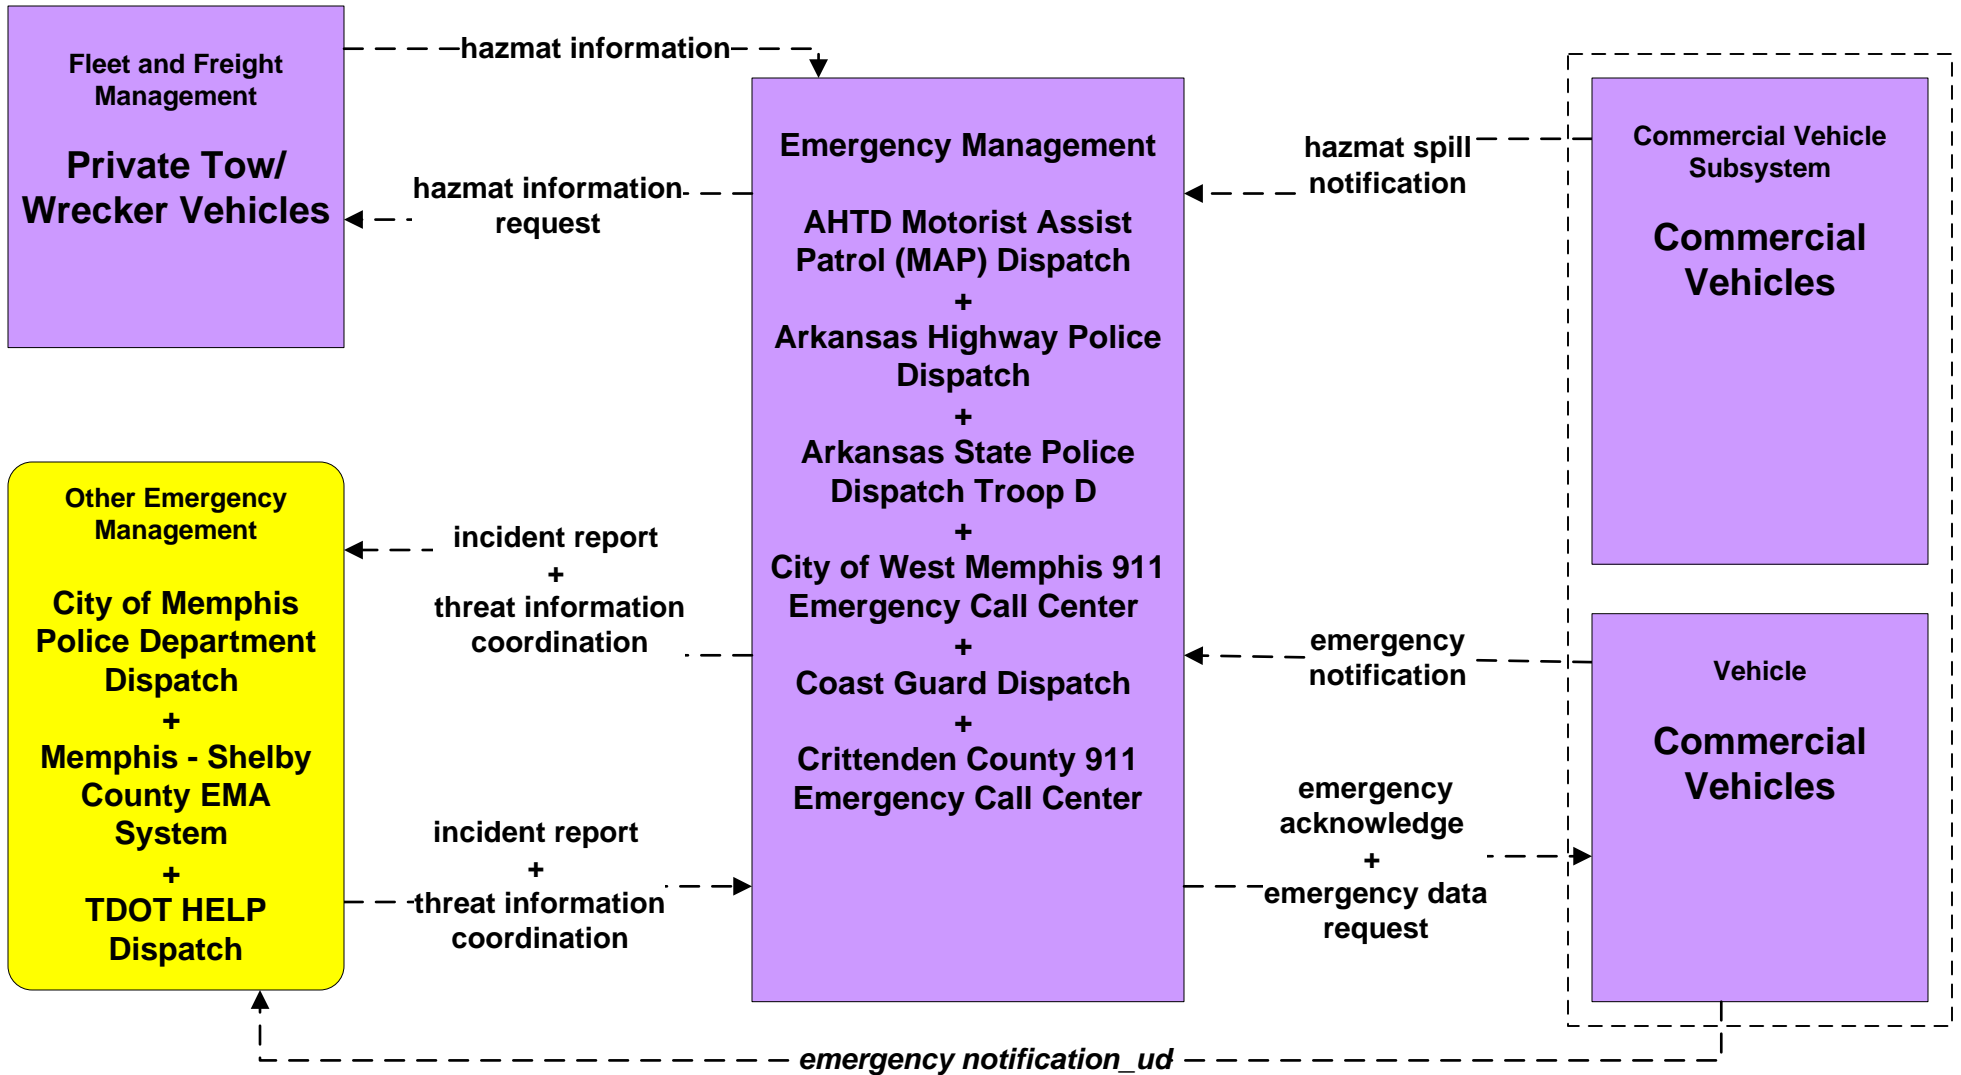 Fleet and Freight
Management
Private Tow/
Wrecker Vehicles
hazmat information
hazmat information
request
Emergency Management
AHTD Motorist Assist
Patrol (MAP) Dispatch
+
Arkansas Highway Police
Dispatch
+
Arkansas State Police
Dispatch Troop D
+
City of West Memphis 911
Emergency Call Center
+
Coast Guard Dispatch
+
Crittenden County 911
Emergency Call Center
hazmat spill
notification
Commercial Vehicle
Subsystem
Commercial
Vehicles
Other Emergency
Management
City of Memphis
Police Department
Dispatch
+
Memphis - Shelby
County EMA
System
+
TDOT HELP
Dispatch
incident report
+
threat information
coordination
incident report
+
threat information
coordination
emergency
notification
emergency
acknowledge
+
emergency data
request
Vehicle
Commercial
Vehicles
emergency notification_ud